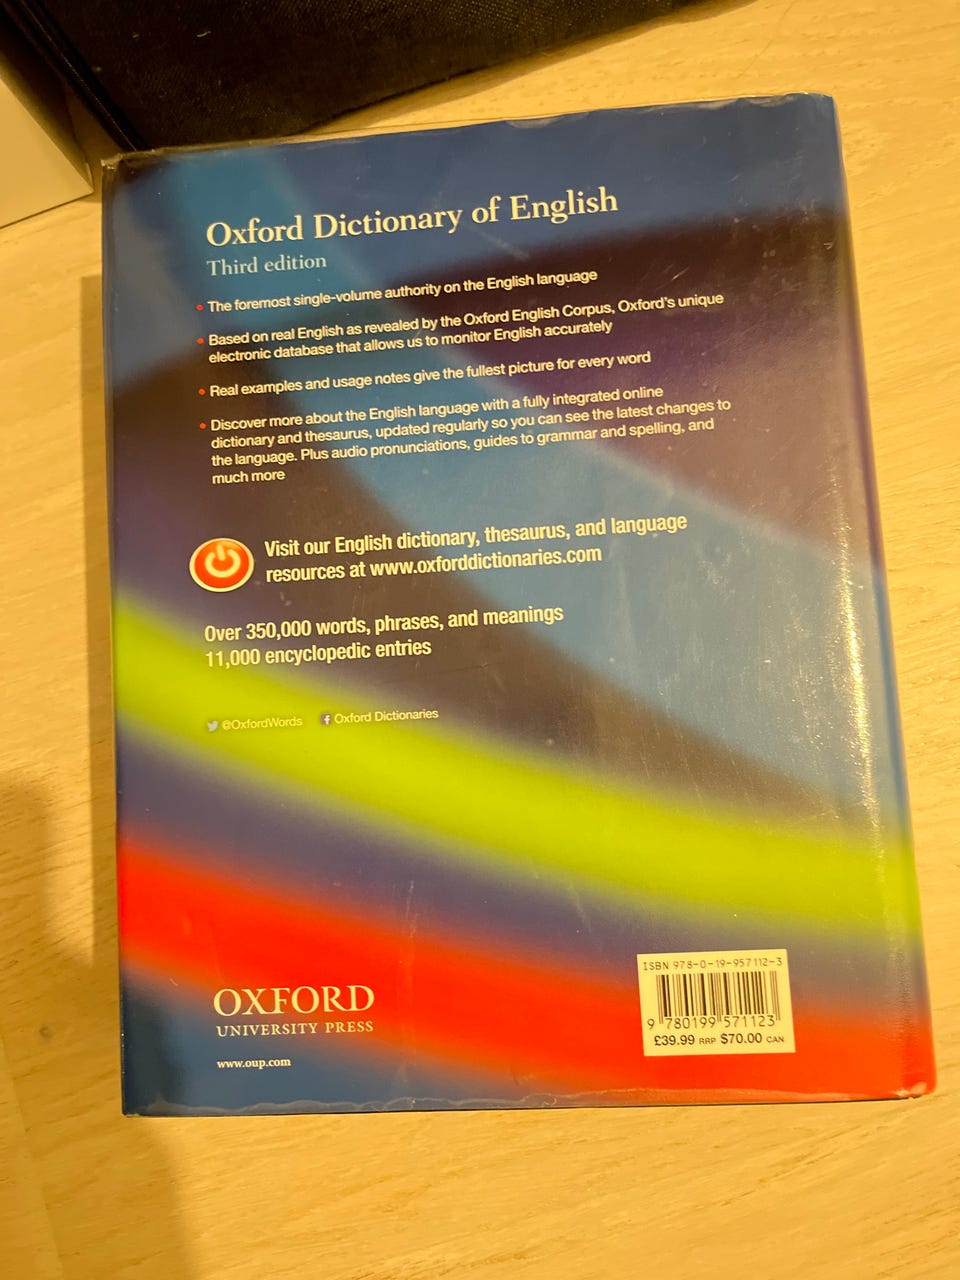 Oxford Dictionary of English
Third edition
• The foremost single-volume authority on the English language
• Based on real English as revealed by the Oxford English Corpus, Oxford's unique
electronic database that allows us to monitor English accurately
• Real examples and usage notes give the fullest picture for every word
• Discover more about the English language with a fully integrated online
dictionary and thesaurus, updated regularly so you can see the latest changes to
the language. Plus audio pronunciations, guides to grammar and spelling, and
much more
Visit our English dictionary, thesaurus, and language
resources at www.oxforddictionaries.com
Over 350,000 words, phrases, and meanings
11,000 encyclopedic entries
@OxfordWords f Oxford Dictionaries
OXFORD
UNIVERSITY PRESS
www.oup.com
ISBN 978-0-19-957112-3
9 780199 571123
£39.99 RRP $70.00 CAN